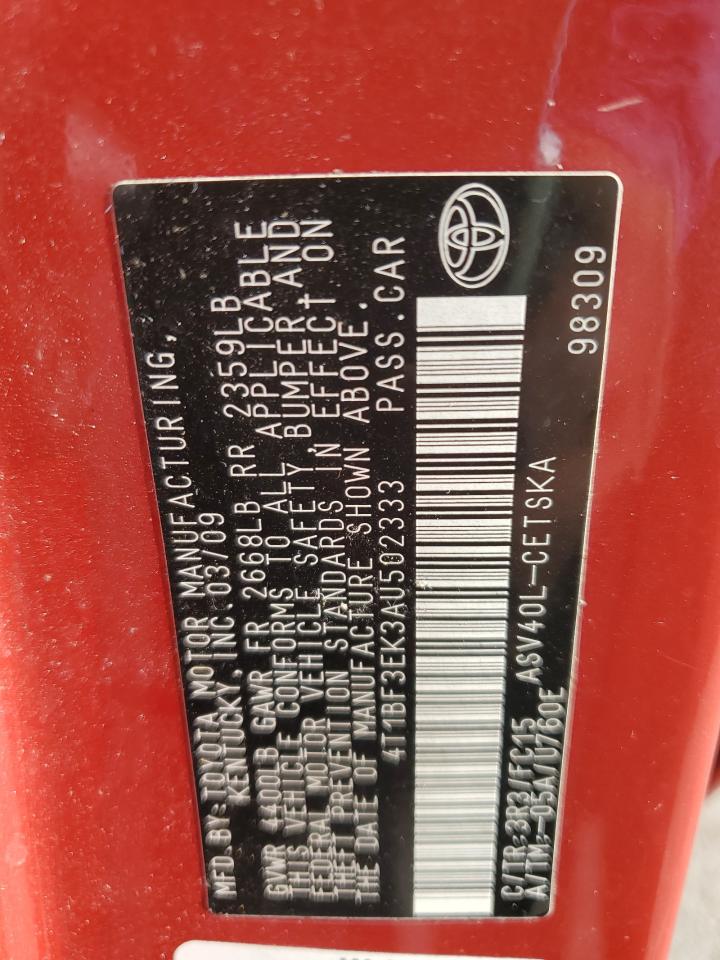 MFD. BY: TOYOTA MOTOR MANUFACTURING,
KENTUCKY, INC. 03/09
GVWR 4400LB GAWR FR 2668LB RR 2359LB
THIS VEHICLE CONFORMS TO ALL APPLICABLE
FEDERAL MOTOR VEHICLE SAFETY, BUMPER, AND
THEFT PREVENTION STANDARDS IN EFFECT ON
THE DATE OF MANUFACTURE SHOWN ABOVE.
4T1BF3EK3AU502333 PASS.CAR
C/TR:3R3/FC15 ASV40L-CETSKA
A/TM:-05A/U760E
98309